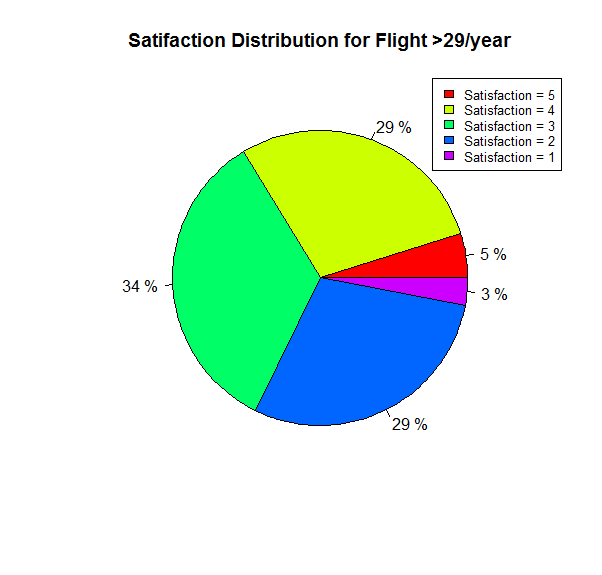 Satifaction Distribution for Flight >29/year
Satisfaction = 5
Satisfaction = 4
Satisfaction = 3
Satisfaction = 2
Satisfaction = 1
29 %
5 %
34 %
3 %
29 %